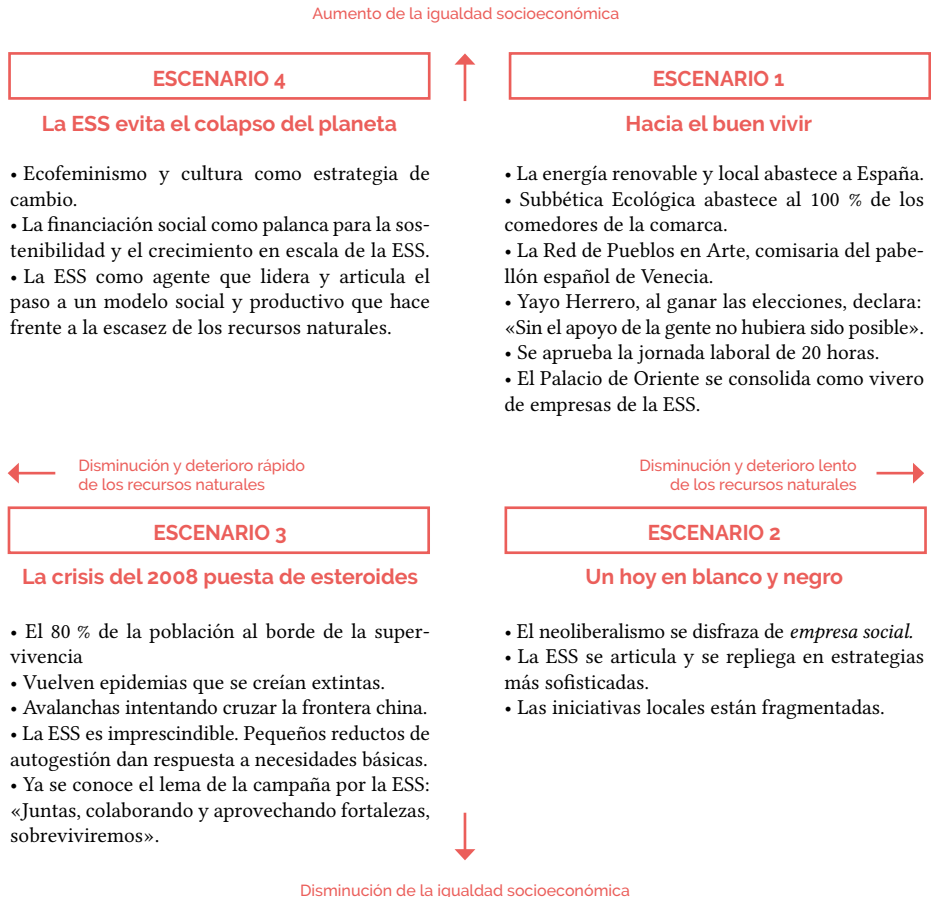 Aumento de la igualdad socioeconómica
ESCENARIO 4
La ESS evita el colapso del planeta
• Ecofeminismo y cultura como estrategia de
cambio.
• La financiación social como palanca para la sos-
tenibilidad y el crecimiento en escala de la ESS.
• La ESS como agente que lidera y articula el
paso a un modelo social y productivo que hace
frente a la escasez de los recursos naturales.
ESCENARIO 1
Hacia el buen vivir
• La energía renovable y local abastece a España.
• Subbética Ecológica abastece al 100 % de los
comedores de la comarca.
• La Red de Pueblos en Arte, comisaria del pabe-
llón español de Venecia.
• Yayo Herrero, al ganar las elecciones, declara:
«Sin el apoyo de la gente no hubiera sido posible».
• Se aprueba la jornada laboral de 20 horas.
• El Palacio de Oriente se consolida como vivero
de empresas de la ESS.
Disminución y deterioro rápido
de los recursos naturales
Disminución y deterioro lento
de los recursos naturales
ESCENARIO 3
La crisis del 2008 puesta de esteroides
• El 80 % de la población al borde de la super-
vivencia
• Vuelven epidemias que se creían extintas.
• Avalanchas intentando cruzar la frontera china.
• La ESS es imprescindible. Pequeños reductos de
autogestión dan respuesta a necesidades básicas.
• Ya se conoce el lema de la campaña por la ESS:
«Juntas, colaborando y aprovechando fortalezas,
sobreviviremos».
ESCENARIO 2
Un hoy en blanco y negro
• El neoliberalismo se disfraza de empresa social.
• La ESS se articula y se repliega en estrategias
más sofisticadas.
• Las iniciativas locales están fragmentadas.
Disminución de la igualdad socioeconómica